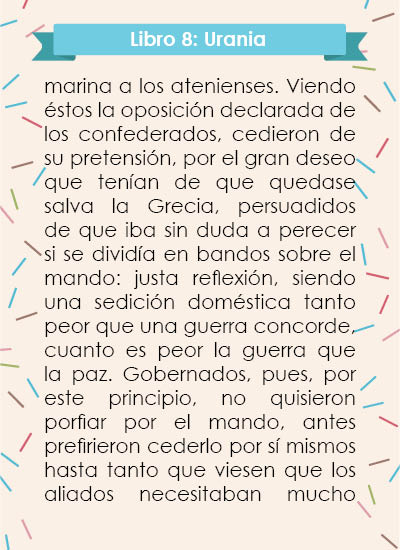 Libro 8: Urania
marina a los atenienses. Viendo
éstos la oposición declarada de
los confederados, cedieron de
su pretensión, por el gran deseo
que tenían de que quedase
salva la Grecia, persuadidos
de que iba sin duda a perecer
si se dividía en bandos sobre el
mando: justa reflexión, siendo
una sedición doméstica tanto
peor que una guerra concorde,
cuanto es peor la guerra que
la paz. Gobernados, pues, por
este principio, no quisieron
porfiar por el mando, antes
prefirieron cederlo por sí mismos
hasta tanto que viesen que los
aliados necesitaban mucho